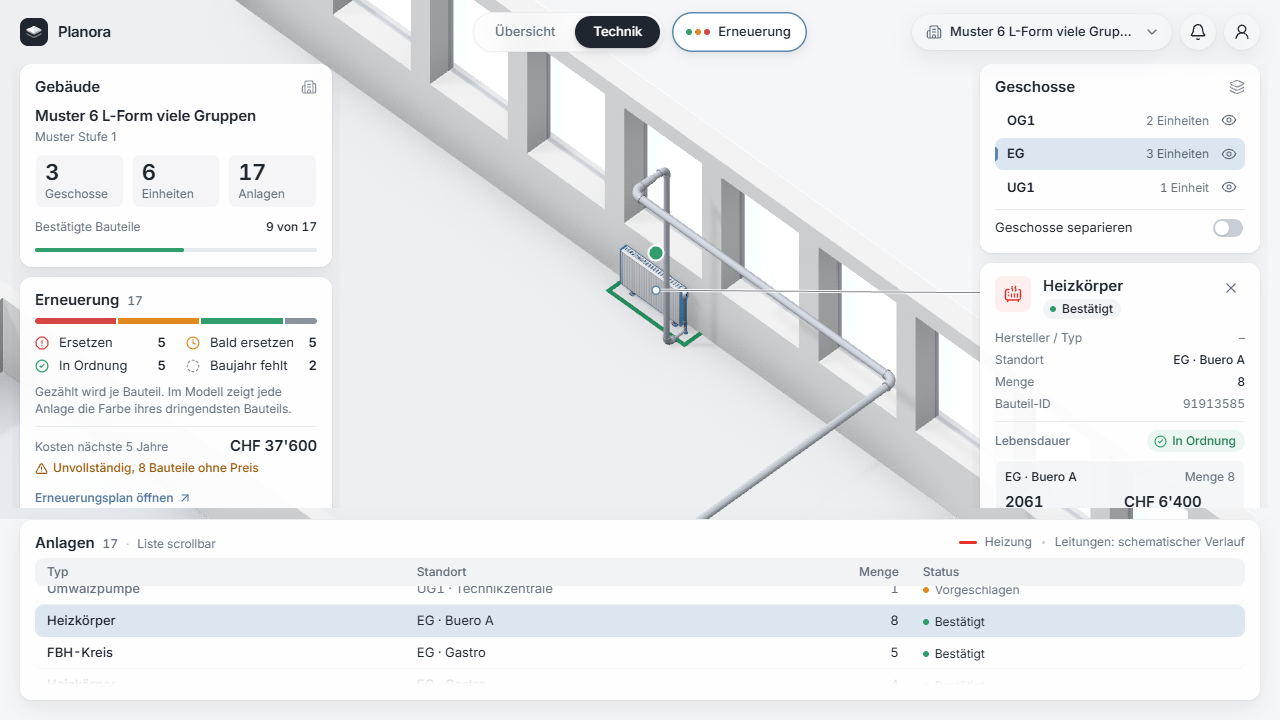 Planora
Übersicht
Technik
Erneuerung
Muster 6 L-Form viele Grup...
Gebäude
Muster 6 L-Form viele Gruppen
Muster Stufe 1
3 Geschosse
6 Einheiten
17 Anlagen
Bestätigte Bauteile 9 von 17
Erneuerung 17
Ersetzen 5 Bald ersetzen 5
In Ordnung 5 Baujahr fehlt 2
Gezählt wird je Bauteil. Im Modell zeigt jede
Anlage die Farbe ihres dringendsten Bauteils.
Kosten nächste 5 Jahre CHF 37'600
Unvollständig, 8 Bauteile ohne Preis
Erneuerungsplan öffnen
Geschosse
OG1 2 Einheiten
EG 3 Einheiten
UG1 1 Einheit
Geschosse separieren
Heizkörper
Bestätigt
Hersteller / Typ –
Standort EG · Buero A
Menge 8
Bauteil-ID 91913585
Lebensdauer In Ordnung
EG · Buero A Menge 8
2061 CHF 6'400
Anlagen 17 · Liste scrollbar
Heizung · Leitungen: schematischer Verlauf
Typ Standort Menge Status
Umwälzpumpe UG1 · Technikzentrale 1 Vorgeschlagen
Heizkörper EG · Buero A 8 Bestätigt
FBH-Kreis EG · Gastro 5 Bestätigt
Heizkörper EG · Gastro 4 Bestätigt